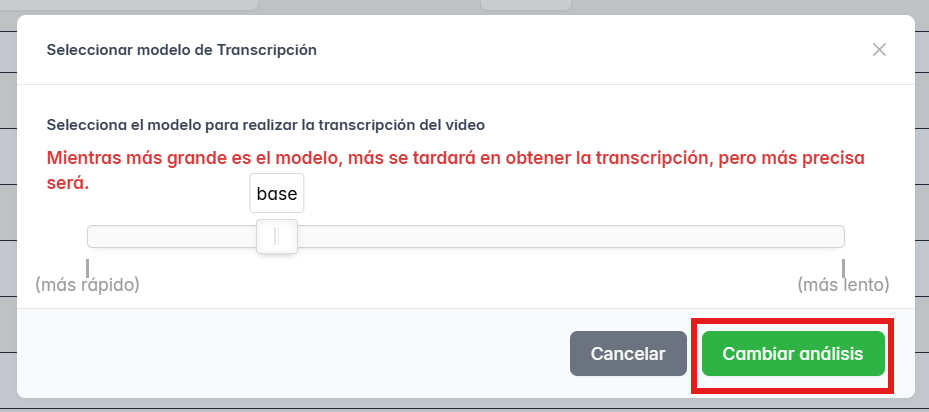 Seleccionar modelo de Transcripción
Selecciona el modelo para realizar la transcripción del video
Mientras más grande es el modelo, más se tardará en obtener la transcripción, pero más precisa
será.
base
(más rápido)
(más lento)
Cancelar
Cambiar análisis